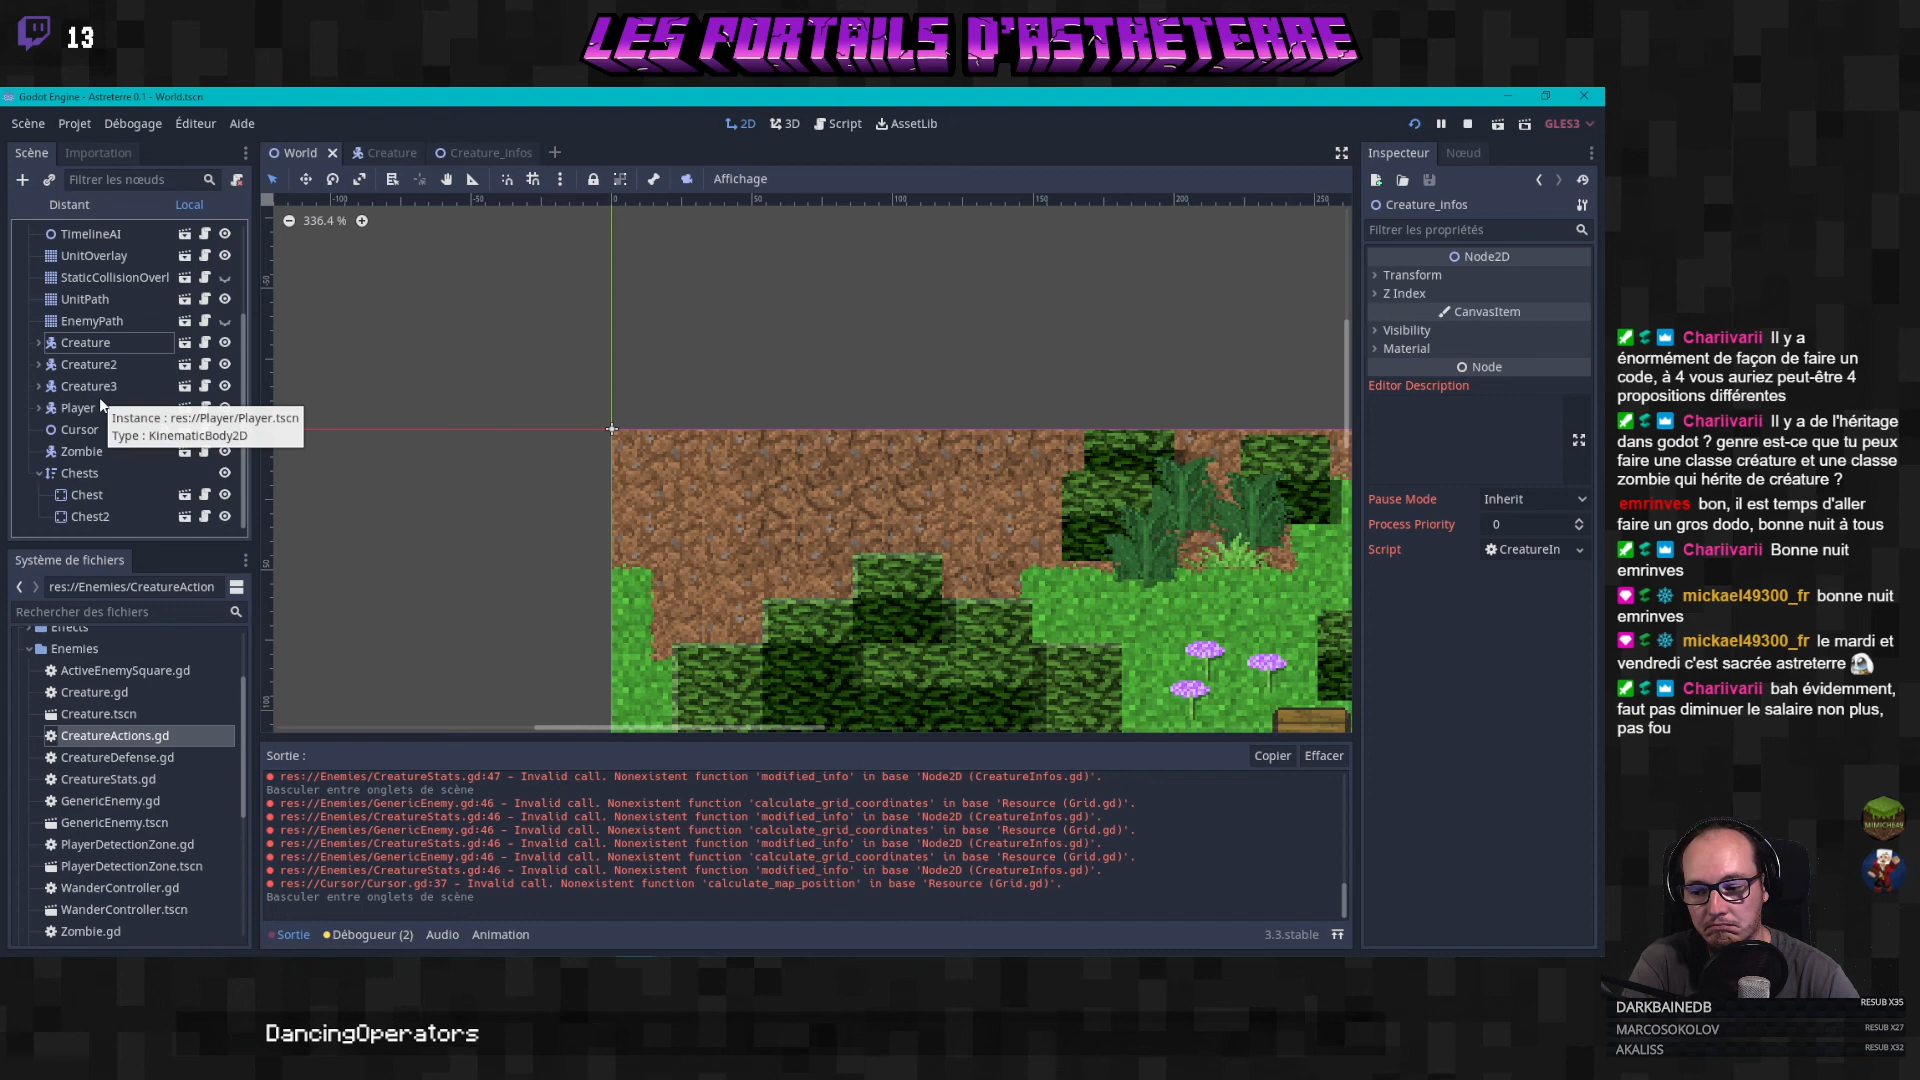 13
LES PORTAILS D'ASTRETERRE
Godot Engine - Astreterre 0.1 - World.tscn
Scène Projet Débogage Éditeur Aide
2D 3D Script AssetLib
GLES3
Scène Importation
World Creature Creature_Infos
Inspecteur Nœud
Filtrer les nœuds
Affichage
Distant Local
-100 -50 0 50 100 150 200 250
336.4 %
Creature_Infos
Filtrer les propriétés
TimelineAI
UnitOverlay
StaticCollisionOverl
UnitPath
EnemyPath
Creature
Creature2
Creature3
Player
Cursor
Zombie
Chests
Chest
Chest2
Instance : res://Player/Player.tscn
Type : KinematicBody2D
Node2D
Transform
Z Index
CanvasItem
Visibility
Material
Node
Editor Description
Pause Mode Inherit
Process Priority 0
Script CreatureIn
Système de fichiers
res://Enemies/CreatureAction
Rechercher des fichiers
Effects
Enemies
ActiveEnemySquare.gd
Creature.gd
Creature.tscn
CreatureActions.gd
CreatureDefense.gd
CreatureStats.gd
GenericEnemy.gd
GenericEnemy.tscn
PlayerDetectionZone.gd
PlayerDetectionZone.tscn
WanderController.gd
WanderController.tscn
Zombie.gd
Sortie : Copier Effacer
res://Enemies/CreatureStats.gd:47 - Invalid call. Nonexistent function 'modified_info' in base 'Node2D (CreatureInfos.gd)'.
Basculer entre onglets de scène
res://Enemies/GenericEnemy.gd:46 - Invalid call. Nonexistent function 'calculate_grid_coordinates' in base 'Resource (Grid.gd)'.
res://Enemies/CreatureStats.gd:46 - Invalid call. Nonexistent function 'modified_info' in base 'Node2D (CreatureInfos.gd)'.
res://Enemies/GenericEnemy.gd:46 - Invalid call. Nonexistent function 'calculate_grid_coordinates' in base 'Resource (Grid.gd)'.
res://Enemies/CreatureStats.gd:46 - Invalid call. Nonexistent function 'modified_info' in base 'Node2D (CreatureInfos.gd)'.
res://Enemies/GenericEnemy.gd:46 - Invalid call. Nonexistent function 'calculate_grid_coordinates' in base 'Resource (Grid.gd)'.
res://Enemies/CreatureStats.gd:46 - Invalid call. Nonexistent function 'modified_info' in base 'Node2D (CreatureInfos.gd)'.
res://Cursor/Cursor.gd:37 - Invalid call. Nonexistent function 'calculate_map_position' in base 'Resource (Grid.gd)'.
Basculer entre onglets de scène
Sortie Débogueur (2) Audio Animation 3.3.stable
Chariivarii Il y a
énormément de façon de faire un
code, à 4 vous auriez peut-être 4
propositions différentes
Chariivarii Il y a de l'héritage
dans godot ? genre est-ce que tu peux
faire une classe créature et une classe
zombie qui hérite de créature ?
emrinves bon, il est temps d'aller
faire un gros dodo, bonne nuit à tous
Chariivarii Bonne nuit
emrinves
mickael49300_fr bonne nuit
emrinves
mickael49300_fr le mardi et
vendredi c'est sacrée astreterre
Chariivarii bah évidemment,
faut pas diminuer le salaire non plus,
pas fou
DancingOperators
DARKBAINEDB RESUB X35
MARCOSOKOLOV RESUB X27
AKALISS RESUB X32